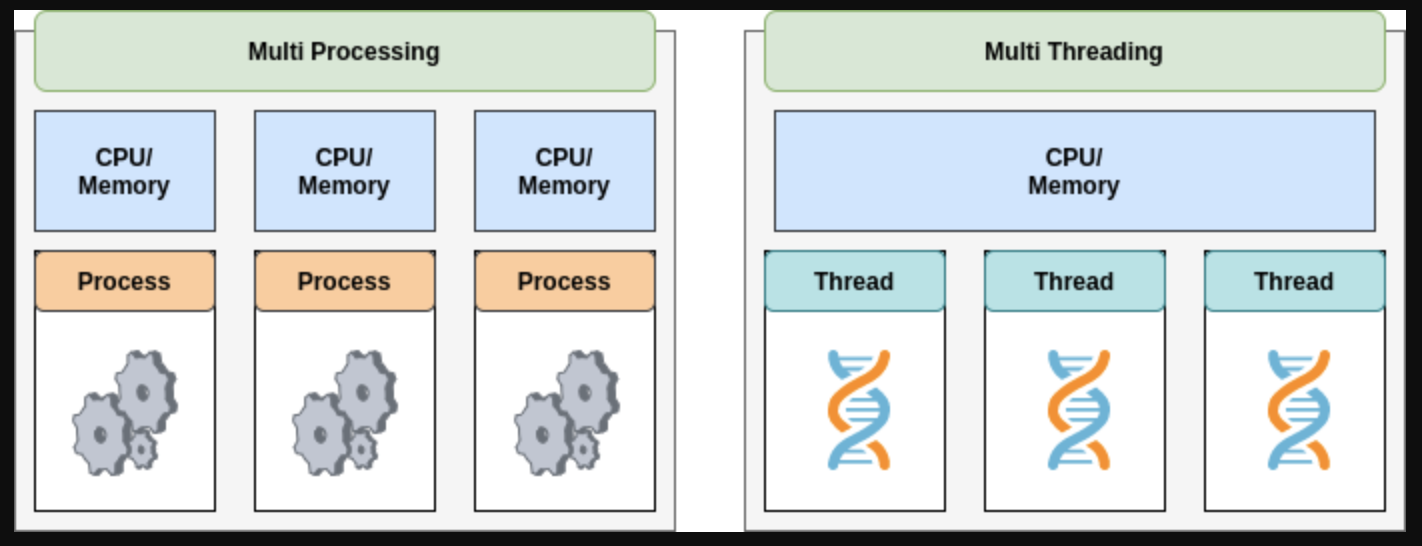 Multi Processing
CPU/
Memory
CPU/
Memory
CPU/
Memory
Process
Process
Process
Multi Threading
CPU/
Memory
Thread
Thread
Thread